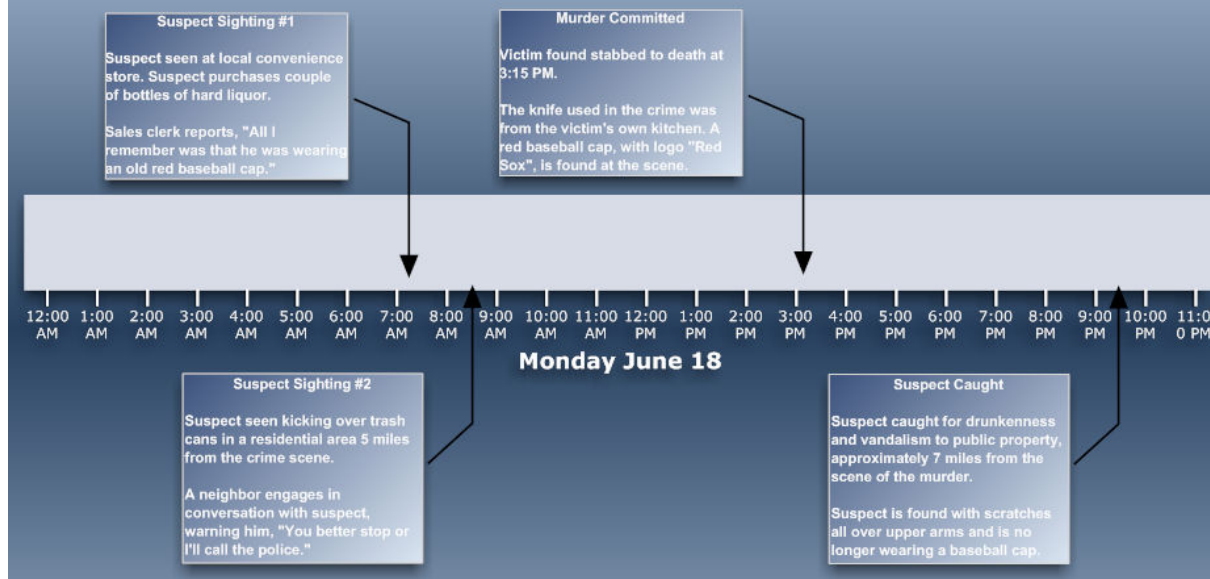 Suspect Sighting #1
Suspect seen at local convenience
store. Suspect purchases couple
of bottles of hard liquor.
Sales clerk reports, "All I
remember was that he was wearing
an old red baseball cap."
Murder Committed
Victim found stabbed to death at
3:15 PM.
The knife used in the crime was
from the victim's own kitchen. A
red baseball cap, with logo "Red
Sox", is found at the scene.
12:00 1:00 2:00 3:00 4:00 5:00 6:00 7:00 8:00 9:00 10:00 11:00 12:00 1:00 2:00 3:00 4:00 5:00 6:00 7:00 8:00 9:00 10:00 11:0
AM AM AM AM AM AM AM AM AM AM AM AM PM PM PM PM PM PM PM PM PM PM PM 0 PM
Monday June 18
Suspect Sighting #2
Suspect seen kicking over trash
cans in a residential area 5 miles
from the crime scene.
A neighbor engages in
conversation with suspect,
warning him, "You better stop or
I'll call the police."
Suspect Caught
Suspect caught for drunkenness
and vandalism to public property,
approximately 7 miles from the
scene of the murder.
Suspect is found with scratches
all over upper arms and is no
longer wearing a baseball cap.